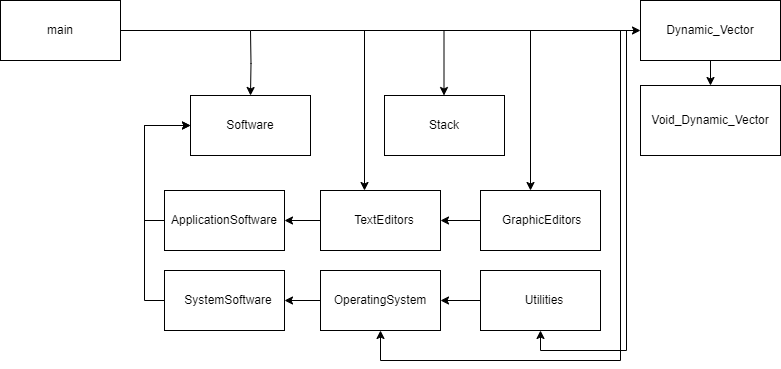 main
Dynamic_Vector
Void_Dynamic_Vector
Software
Stack
ApplicationSoftware
TextEditors
GraphicEditors
SystemSoftware
OperatingSystem
Utilities